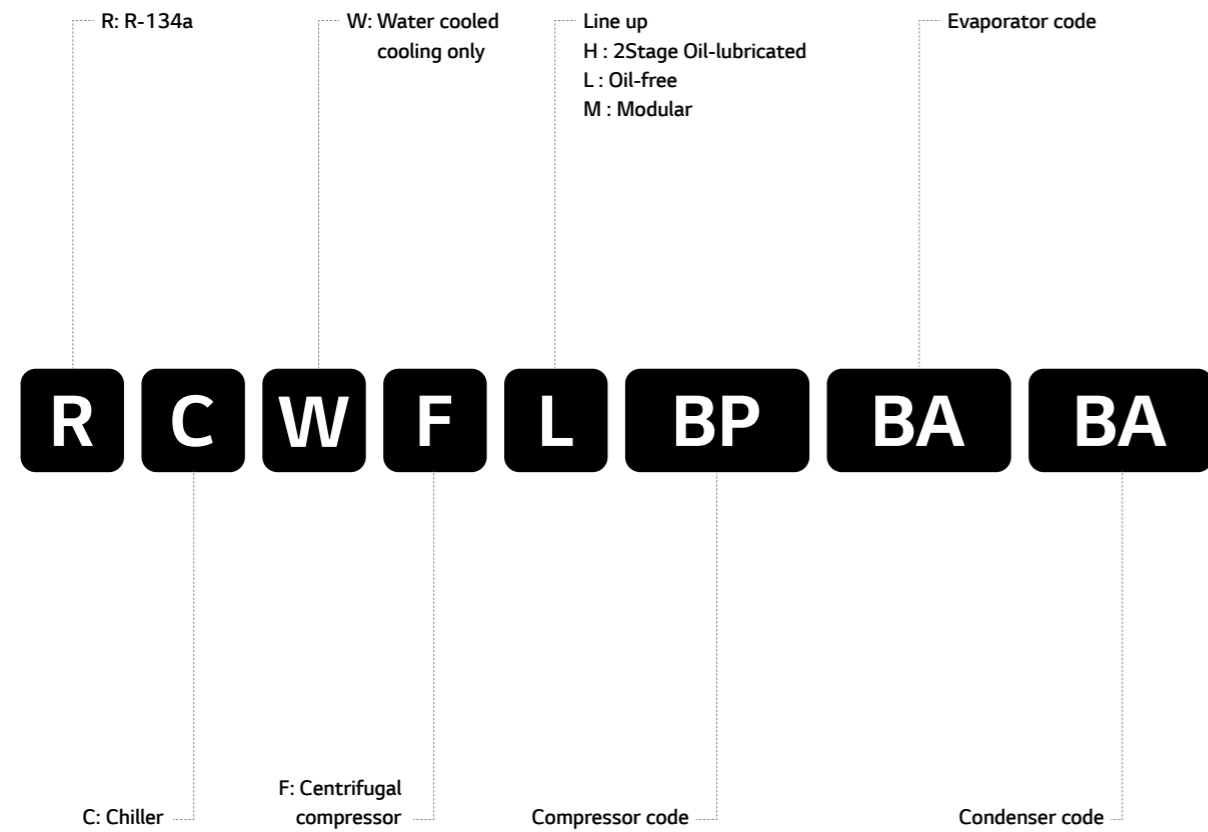 R: R-134a
W: Water cooled
cooling only
Line up
H : 2Stage Oil-lubricated
L : Oil-free
M : Modular
Evaporator code
R C W F L BP BA BA
C: Chiller
F: Centrifugal
compressor
Compressor code
Condenser code